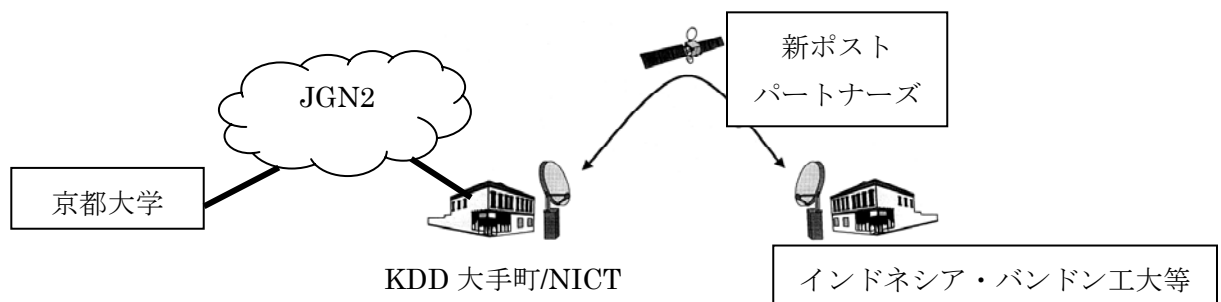 新ポスト
パートナーズ
JGN2
京都大学
KDD 大手町/NICT
インドネシア・バンドン工大等